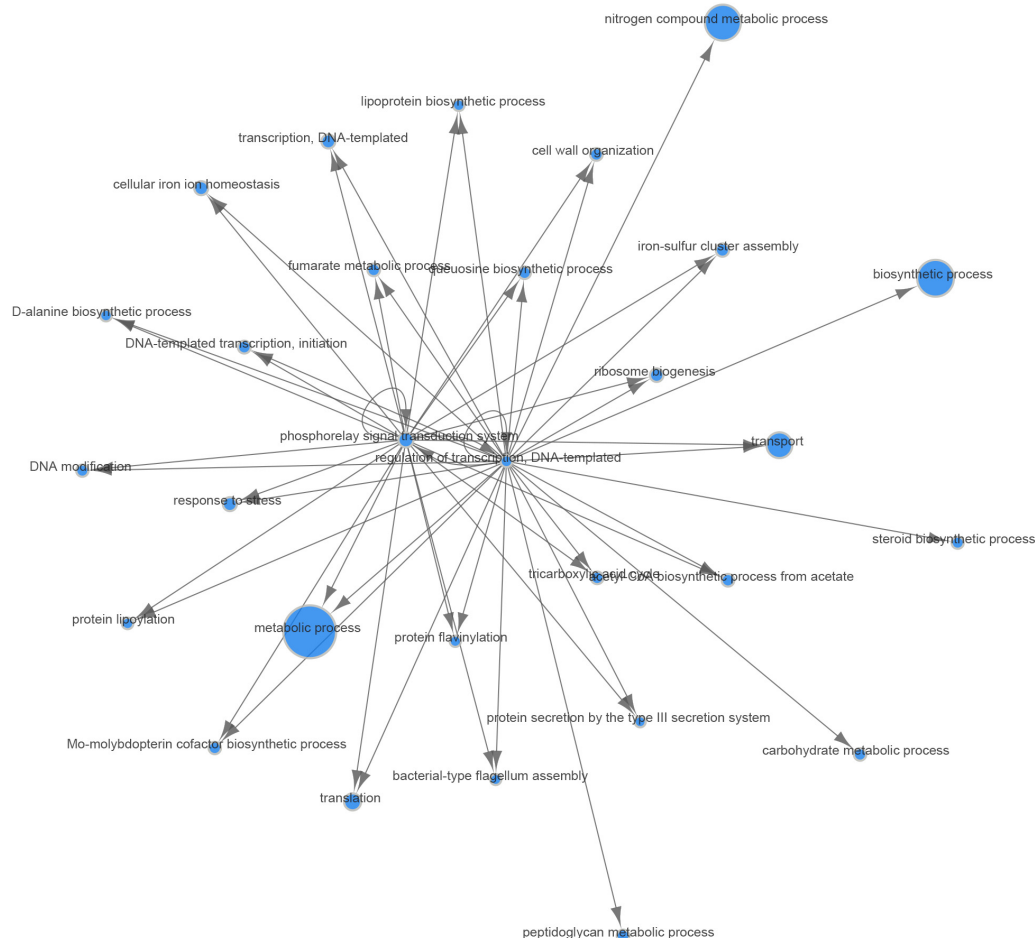 nitrogen compound metabolic process
lipoprotein biosynthetic process
transcription, DNA-templated
cell wall organization
cellular iron ion homeostasis
iron-sulfur cluster assembly
fumarate metabolic process
queuosine biosynthetic process
biosynthetic process
D-alanine biosynthetic process
DNA-templated transcription, initiation
ribosome biogenesis
phosphorelay signal transduction system
transport
regulation of transcription, DNA-templated
DNA modification
response to stress
steroid biosynthetic process
tricarboxylic acid cycle
acetyl-CoA biosynthetic process from acetate
protein lipoylation
metabolic process
protein flavinylation
protein secretion by the type III secretion system
Mo-molybdopterin cofactor biosynthetic process
carbohydrate metabolic process
bacterial-type flagellum assembly
translation
peptidoglycan metabolic process